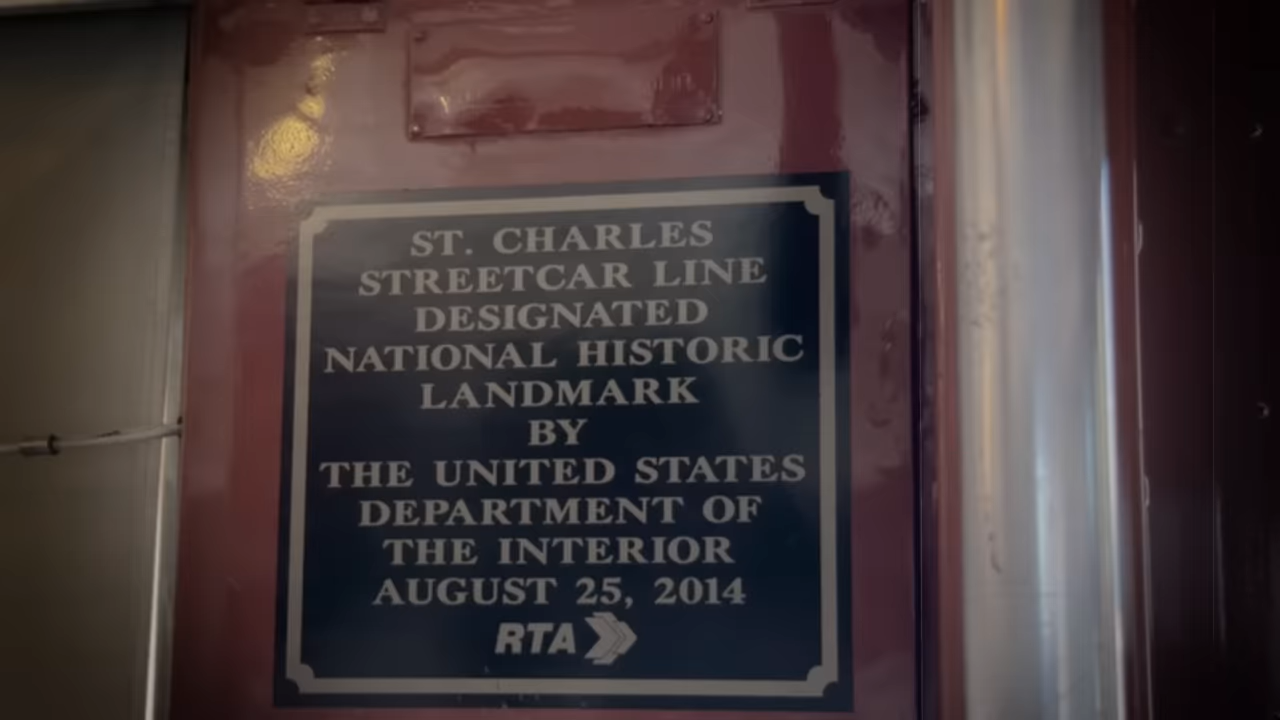 ST. CHARLES
STREETCAR LINE
DESIGNATED
NATIONAL HISTORIC
LANDMARK
BY
THE UNITED STATES
DEPARTMENT OF
THE INTERIOR
AUGUST 25, 2014
RTA